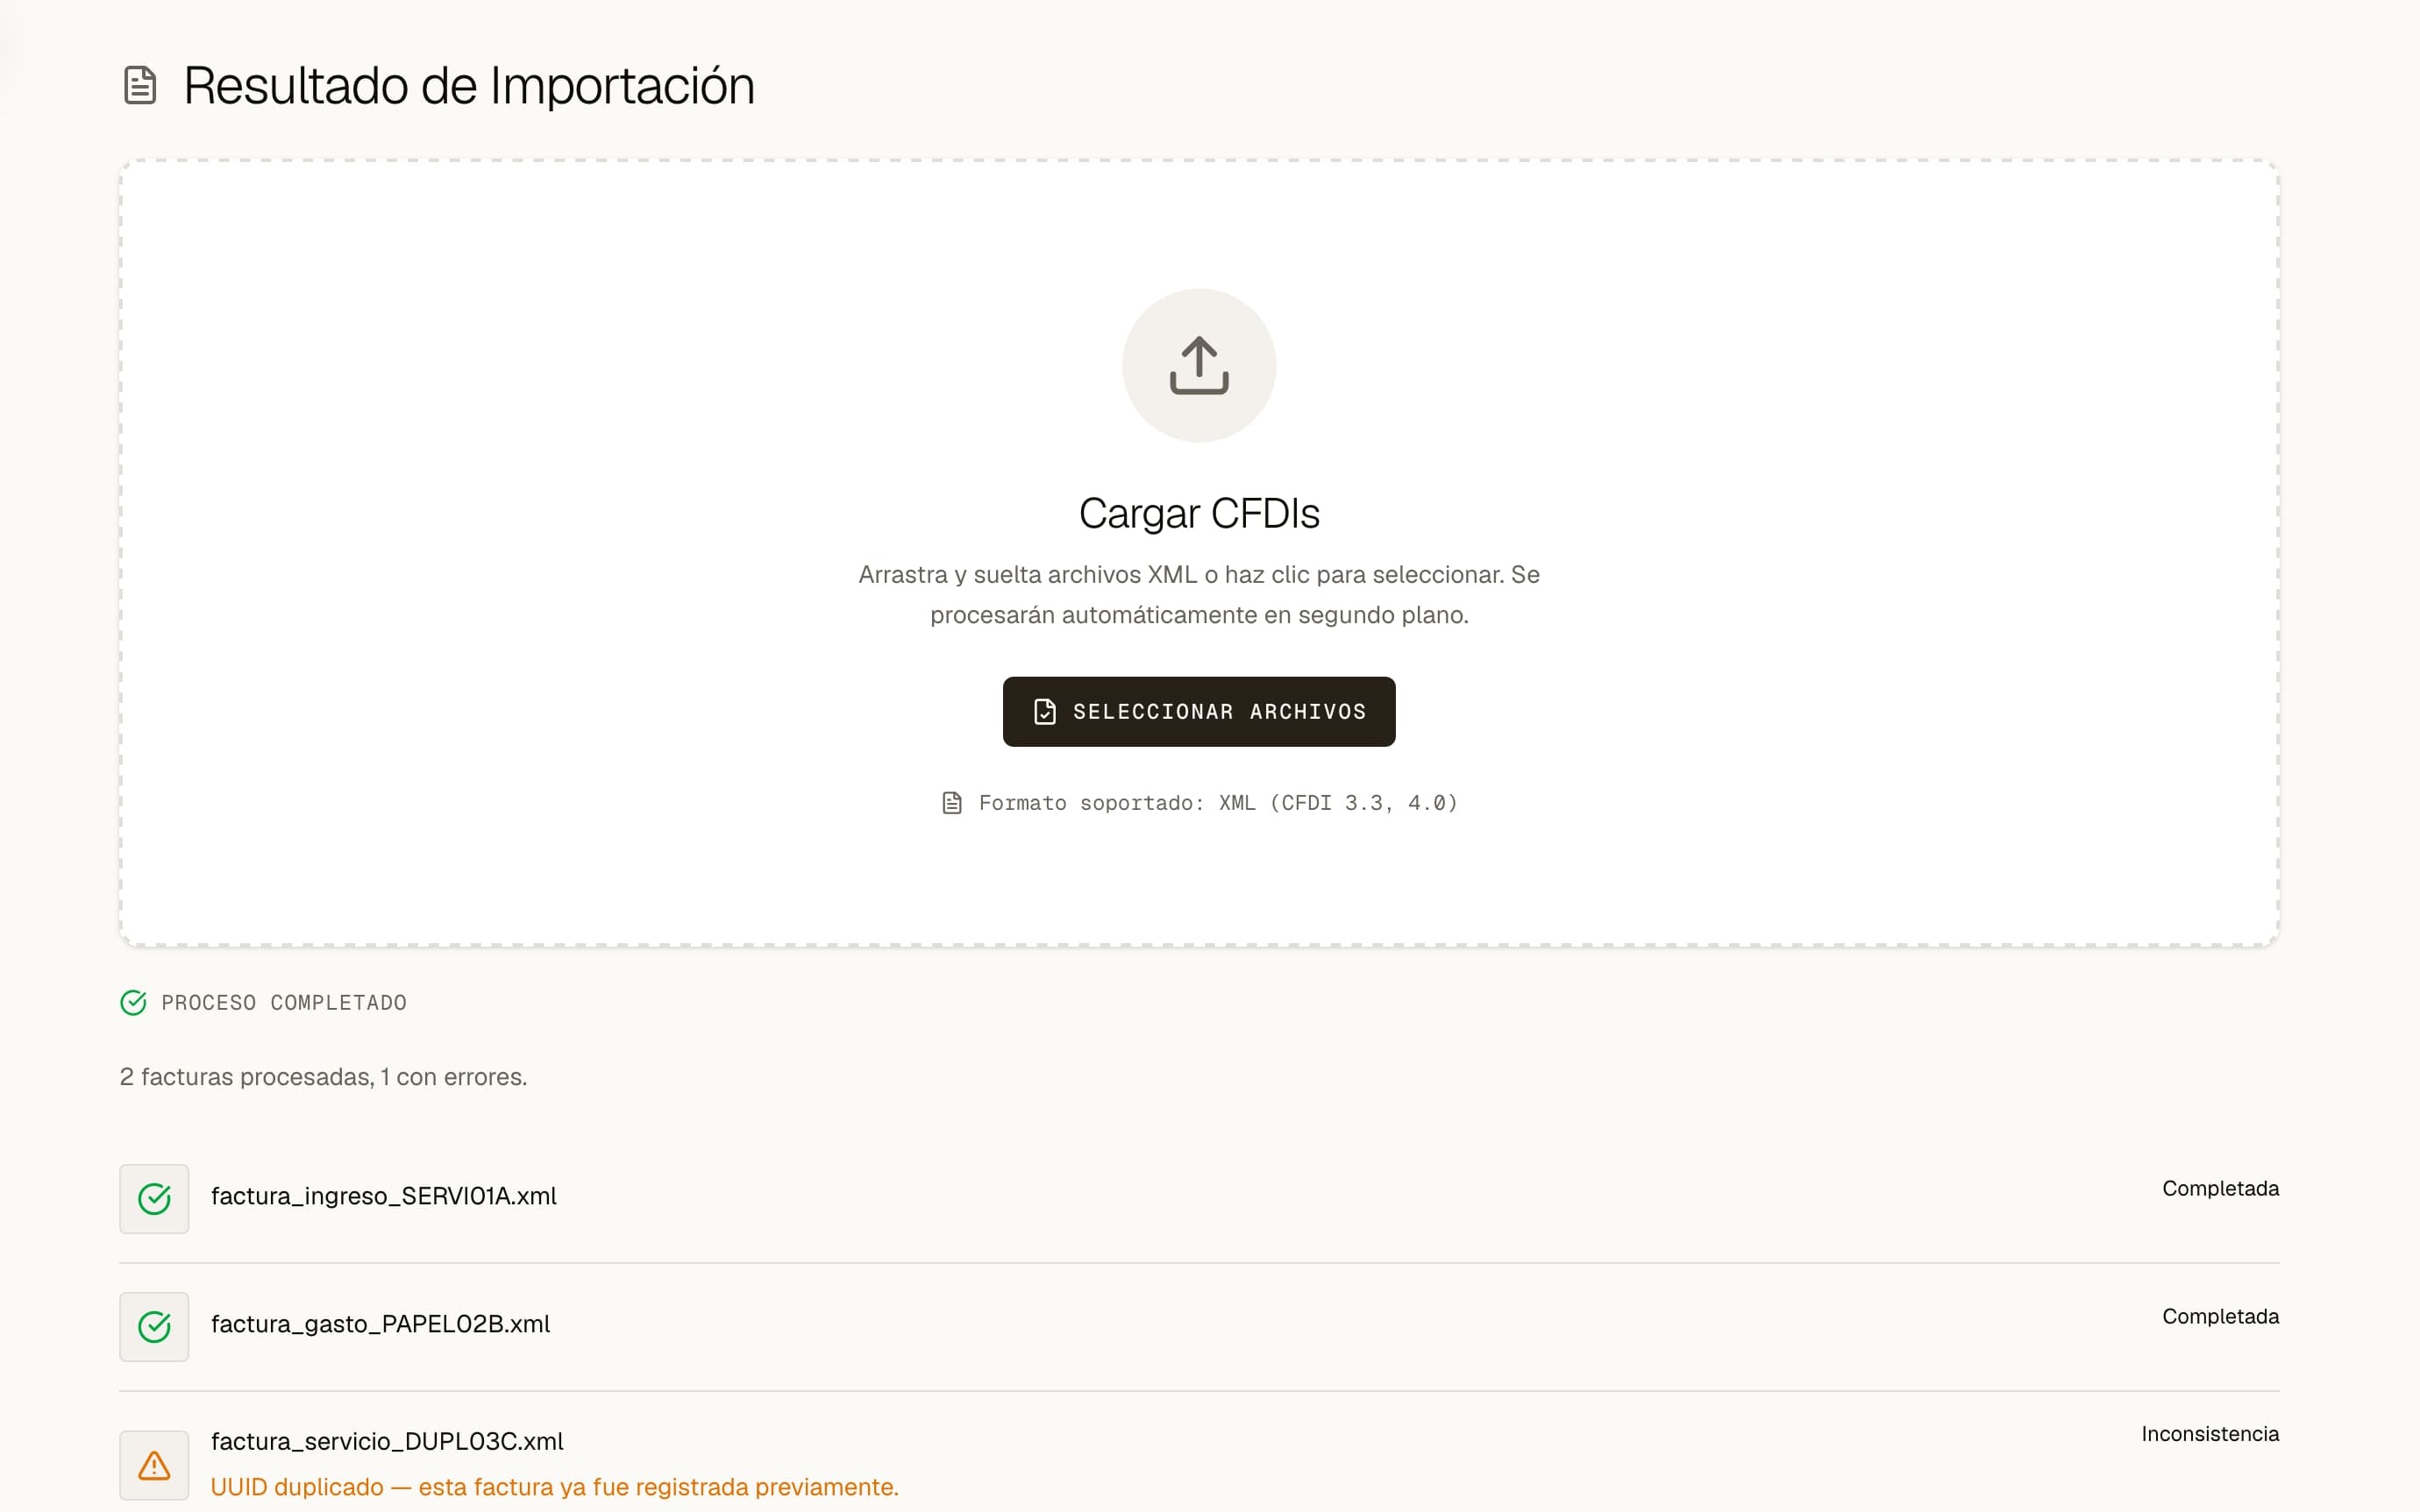 Resultado de Importación
Cargar CFDIs
Arrastra y suelta archivos XML o haz clic para seleccionar. Se
procesarán automáticamente en segundo plano.
SELECCIONAR ARCHIVOS
Formato soportado: XML (CFDI 3.3, 4.0)
PROCESO COMPLETADO
2 facturas procesadas, 1 con errores.
factura_ingreso_SERVI01A.xml
Completada
factura_gasto_PAPEL02B.xml
Completada
factura_servicio_DUPL03C.xml
Inconsistencia
UUID duplicado — esta factura ya fue registrada previamente.